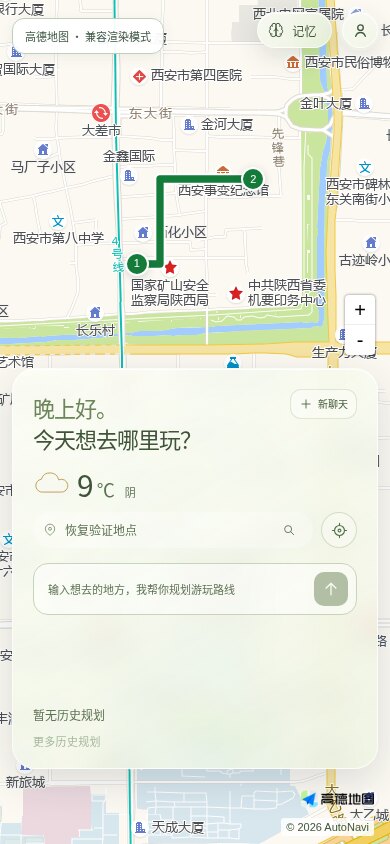 高德地图 · 兼容渲染模式
记忆
贸国际大厦
西安市第四医院
西安市民俗博物
大差市
东大街
金河大厦
金叶大厦
先锋巷
马厂子小区
金鑫国际
西安事变纪念馆
2
西安市碑林
东关南街小
西安市第八中学
4号线
化小区
1
古迹岭小
国家矿山安全
监察局陕西局
中共陕西省委
机要印务中心
+
-
长乐村
艺术馆
生产力大厦
晚上好。
今天想去哪里玩?
新聊天
9 °C 阴
恢复验证地点
输入想去的地方，我帮你规划游玩路线
暂无历史规划
更多历史规划
新旅城
高德地图
天成大厦
© 2026 AutoNavi